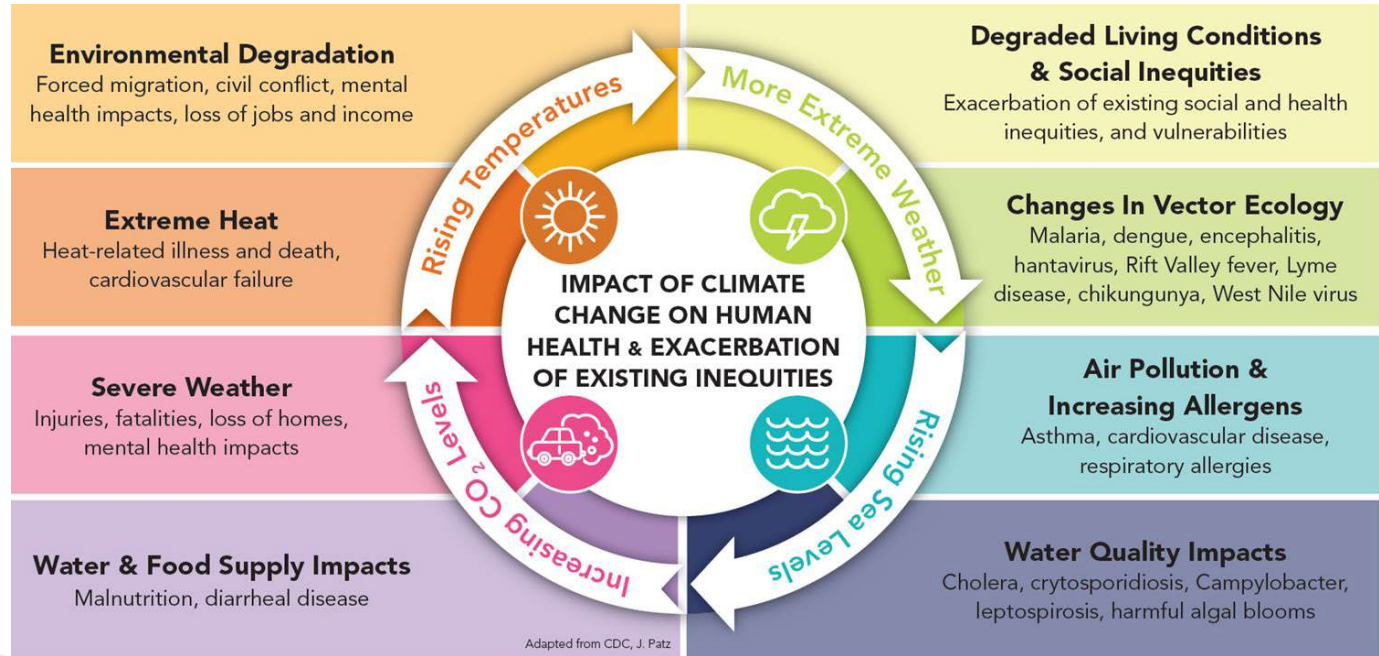 Environmental Degradation
Forced migration, civil conflict, mental
health impacts, loss of jobs and income
Extreme Heat
Heat-related illness and death,
cardiovascular failure
Severe Weather
Injuries, fatalities, loss of homes,
mental health impacts
Water & Food Supply Impacts
Malnutrition, diarrheal disease
Adapted from CDC, J. Patz
Rising Temperatures
More Extreme Weather
Rising Sea Levels
Increasing CO₂ Levels
IMPACT OF CLIMATE
CHANGE ON HUMAN
HEALTH & EXACERBATION
OF EXISTING INEQUITIES
Degraded Living Conditions
& Social Inequities
Exacerbation of existing social and health
inequities, and vulnerabilities
Changes In Vector Ecology
Malaria, dengue, encephalitis,
hantavirus, Rift Valley fever, Lyme
disease, chikungunya, West Nile virus
Air Pollution &
Increasing Allergens
Asthma, cardiovascular disease,
respiratory allergies
Water Quality Impacts
Cholera, crytosporidiosis, Campylobacter,
leptospirosis, harmful algal blooms